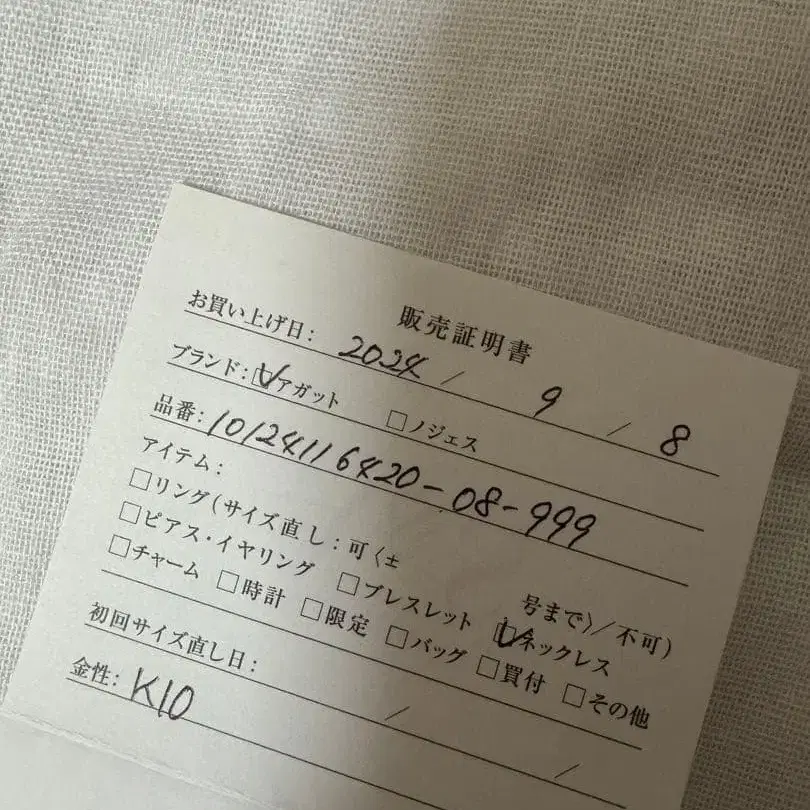 販売証明書
お買い上げ日: 2024 / 9 / 8
ブランド: ☑アガット □ノジェス
品番: 10124116420-08-999
アイテム:
□リング(サイズ直し:可〈± 号まで〉/不可)
□ピアス・イヤリング □ブレスレット ☑ネックレス
□チャーム □時計 □限定 □バッグ □買付 □その他
初回サイズ直し日: / /
金性: K10